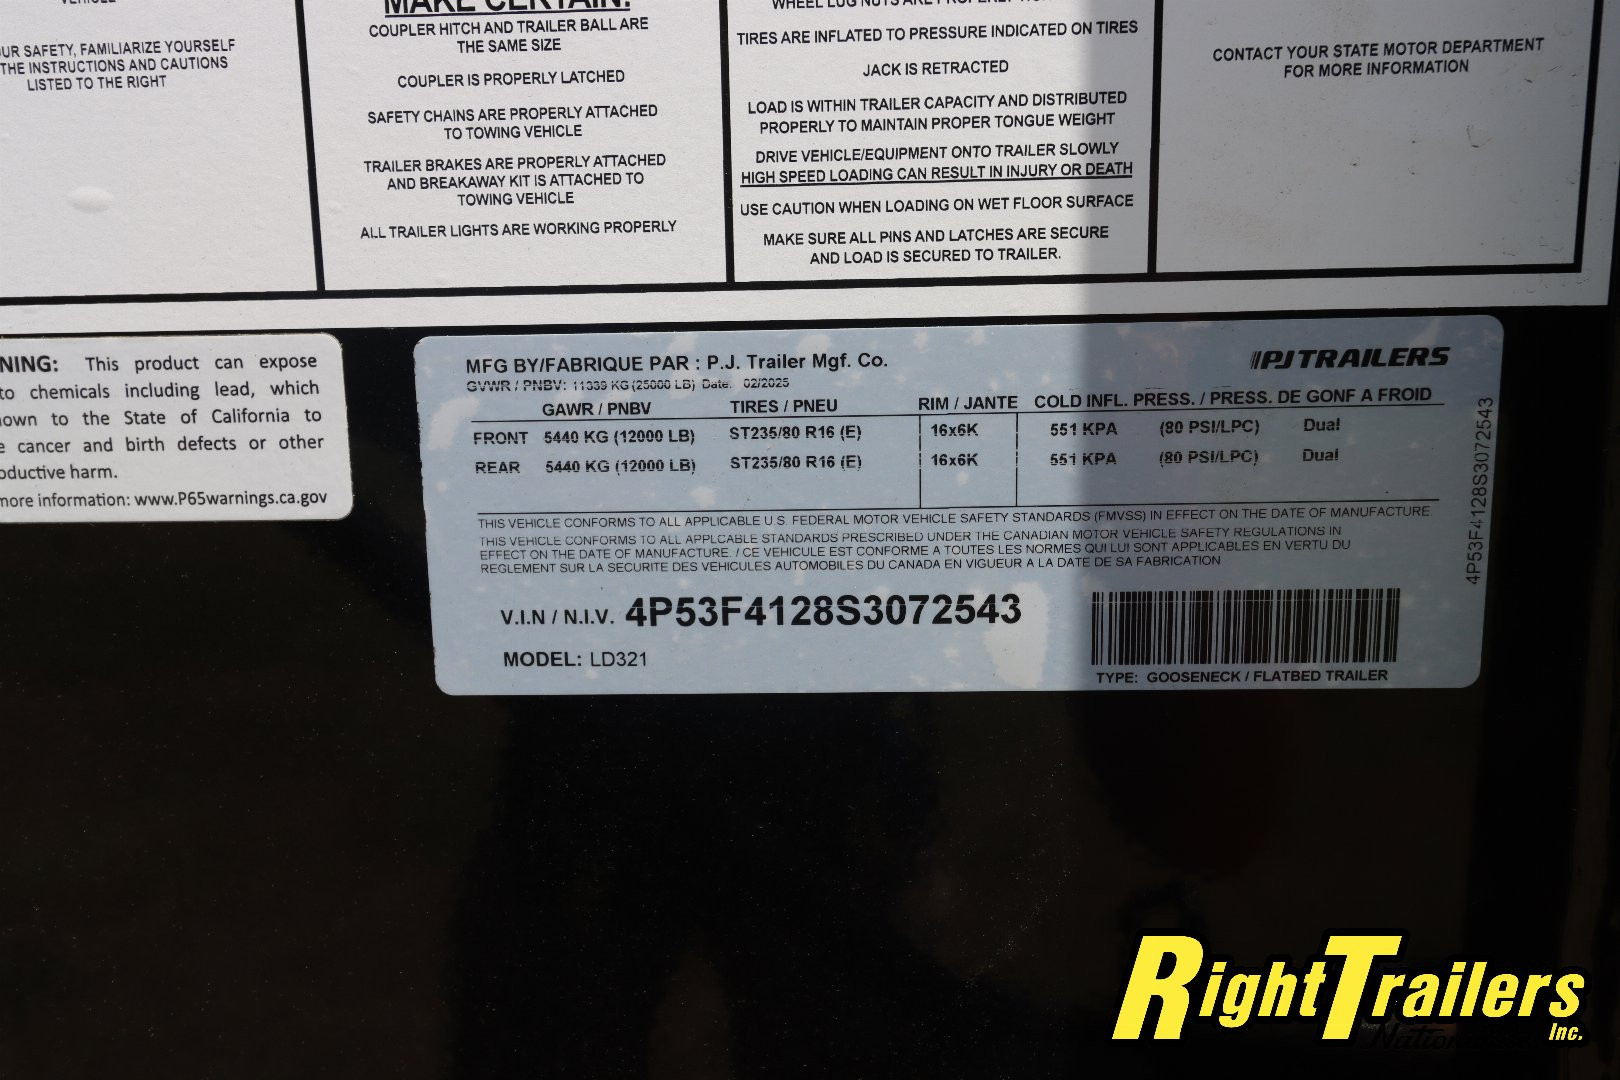 VEHICLE
UR SAFETY, FAMILIARIZE YOURSELF
THE INSTRUCTIONS AND CAUTIONS
LISTED TO THE RIGHT
MAKE CERTAIN:
COUPLER HITCH AND TRAILER BALL ARE
THE SAME SIZE
COUPLER IS PROPERLY LATCHED
SAFETY CHAINS ARE PROPERLY ATTACHED
TO TOWING VEHICLE
TRAILER BRAKES ARE PROPERLY ATTACHED
AND BREAKAWAY KIT IS ATTACHED TO
TOWING VEHICLE
ALL TRAILER LIGHTS ARE WORKING PROPERLY
WHEEL LUG NUTS ARE PROPERLY
TIRES ARE INFLATED TO PRESSURE INDICATED ON TIRES
JACK IS RETRACTED
LOAD IS WITHIN TRAILER CAPACITY AND DISTRIBUTED
PROPERLY TO MAINTAIN PROPER TONGUE WEIGHT
DRIVE VEHICLE/EQUIPMENT ONTO TRAILER SLOWLY
HIGH SPEED LOADING CAN RESULT IN INJURY OR DEATH
USE CAUTION WHEN LOADING ON WET FLOOR SURFACE
MAKE SURE ALL PINS AND LATCHES ARE SECURE
AND LOAD IS SECURED TO TRAILER.
CONTACT YOUR STATE MOTOR DEPARTMENT
FOR MORE INFORMATION
NING: This product can expose
to chemicals including lead, which
nown to the State of California to
e cancer and birth defects or other
oductive harm.
more information: www.P65warnings.ca.gov
MFG BY/FABRIQUE PAR : P.J. Trailer Mgf. Co.
PJTRAILERS
GVWR / PNBV: 11339 KG (25000 LB) Date: 02/2025
GAWR / PNBV TIRES / PNEU RIM / JANTE COLD INFL. PRESS. / PRESS. DE GONF A FROID
FRONT 5440 KG (12000 LB) ST235/80 R16 (E) 16x6K 551 KPA (80 PSI/LPC) Dual
REAR 5440 KG (12000 LB) ST235/80 R16 (E) 16x6K 551 KPA (80 PSI/LPC) Dual
THIS VEHICLE CONFORMS TO ALL APPLICABLE U.S. FEDERAL MOTOR VEHICLE SAFETY STANDARDS (FMVSS) IN EFFECT ON THE DATE OF MANUFACTURE.
THIS VEHICLE CONFORMS TO ALL APPLCABLE STANDARDS PRESCRIBED UNDER THE CANADIAN MOTOR VEHICLE SAFETY REGULATIONS IN
EFFECT ON THE DATE OF MANUFACTURE. / CE VEHICULE EST CONFORME A TOUTES LES NORMES QUI LUI SONT APPLICABLES EN VERTU DU
REGLEMENT SUR LA SECURITE DES VEHICULES AUTOMOBILES DU CANADA EN VIGUEUR A LA DATE DE SA FABRICATION
V.I.N / N.I.V. 4P53F4128S3072543
MODEL: LD321
TYPE: GOOSENECK / FLATBED TRAILER
4P53F4128S3072543
RightTrailers
Inc.